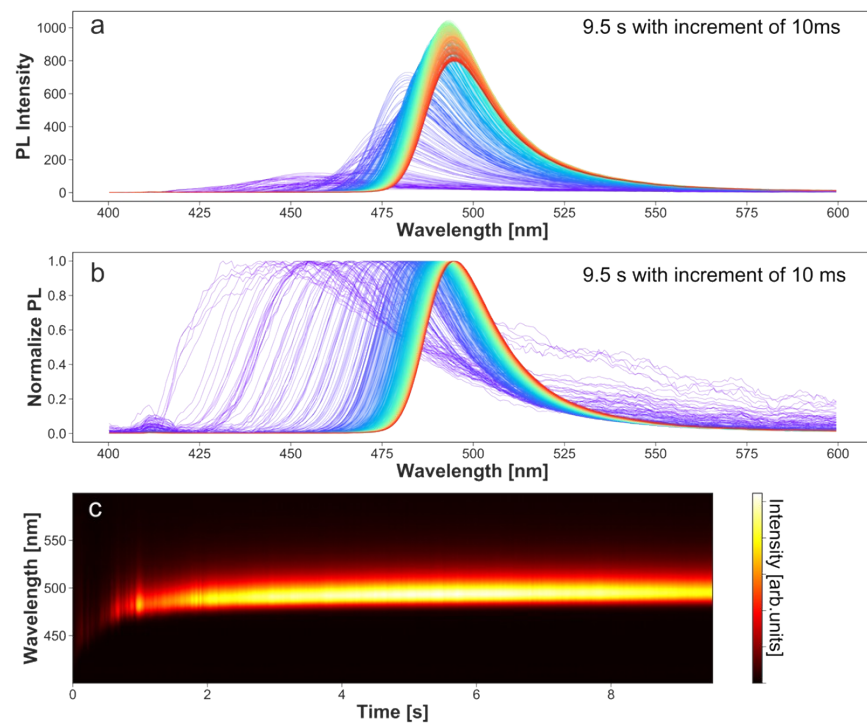 a
9.5 s with increment of 10ms
PL Intensity
1000
800
600
400
200
0
400 425 450 475 500 525 550 575 600
Wavelength [nm]
b
9.5 s with increment of 10 ms
Normalize PL
1.0
0.8
0.6
0.4
0.2
0.0
400 425 450 475 500 525 550 575 600
Wavelength [nm]
c
Wavelength [nm]
550
500
450
0 2 4 6 8
Time [s]
Intensity [arb.units]